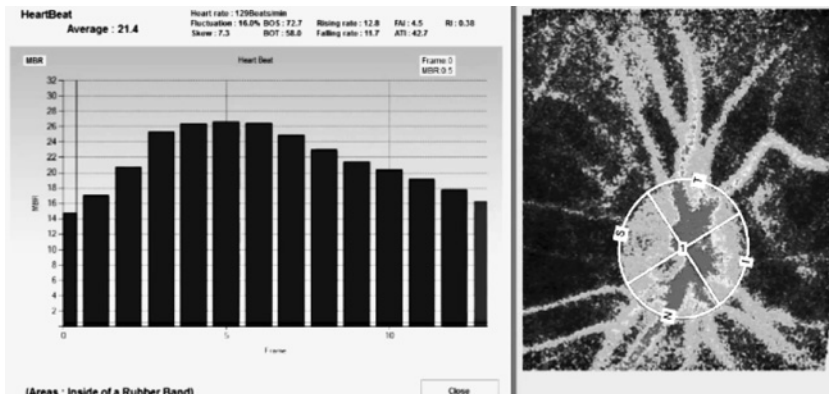 HeartBeat
Average : 21.4
Heart rate : 129Beats/min
Fluctuation : 16.0% BOS : 72.7 Rising rate : 12.8 FAI : 4.5 RI : 0.38
Skew : 7.3 BOT : 58.0 Falling rate : 11.7 ATI : 42.7
MBR
Heart Beat
Frame:0
MBR:0.5
32
28
26
24
22
20
18
16
14
10
8
6
4
2
MBR
0 5 10
Frame
(Areas : Inside of a Rubber Band)
Close
T
S
1
I
N